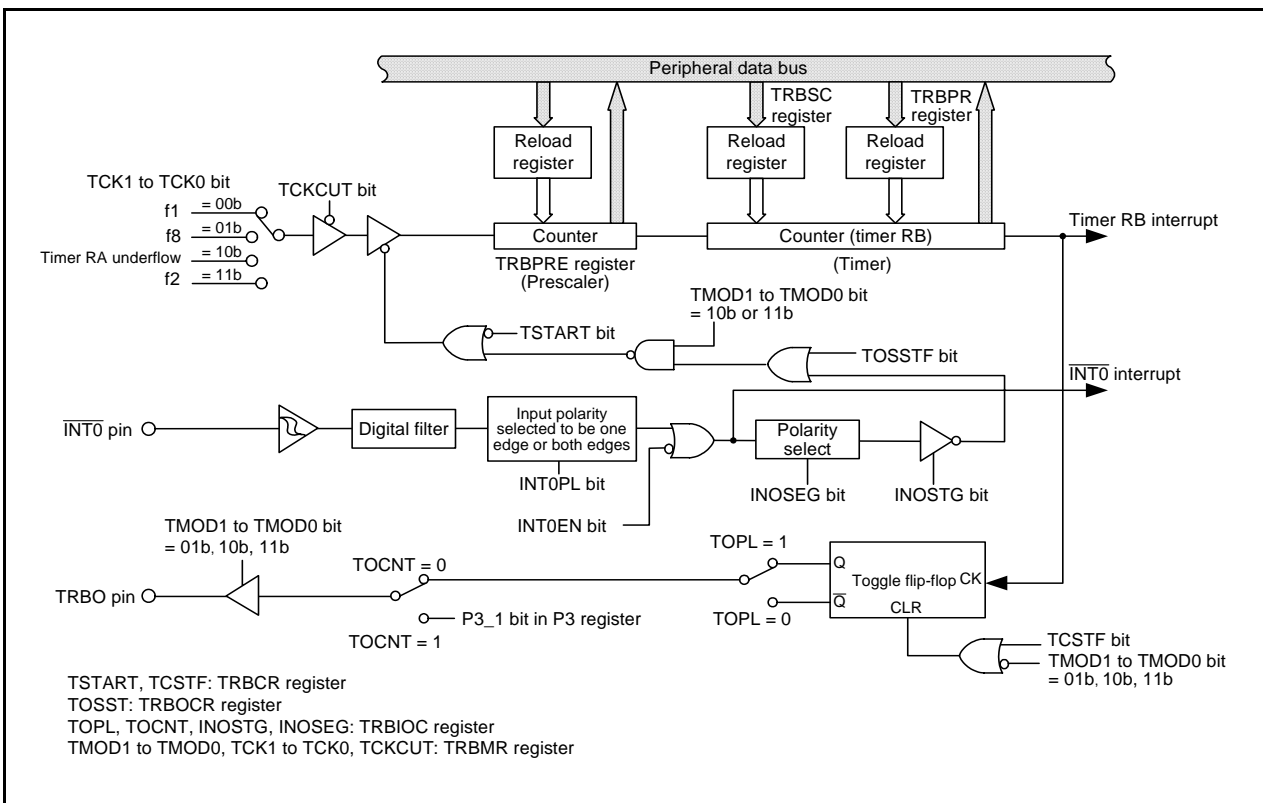 Peripheral data bus
TRBSC
register
TRBPR
register
Reload
register
Reload
register
Reload
register
TCK1 to TCK0 bit
TCKCUT bit
f1
= 00b
f8
= 01b
Timer RA underflow
= 10b
f2
= 11b
Counter
TRBPRE register
(Prescaler)
Counter (timer RB)
(Timer)
Timer RB interrupt
TMOD1 to TMOD0 bit
= 10b or 11b
TSTART bit
TOSSTF bit
INT0 interrupt
INT0 pin
Digital filter
Input polarity
selected to be one
edge or both edges
Polarity
select
INT0PL bit
INOSEG bit
INOSTG bit
INT0EN bit
TMOD1 to TMOD0 bit
= 01b, 10b, 11b
TOCNT = 0
TOPL = 1
Q
Toggle flip-flop
CK
Q
CLR
TRBO pin
P3_1 bit in P3 register
TOPL = 0
TOCNT = 1
TCSTF bit
TMOD1 to TMOD0 bit
= 01b, 10b, 11b
TSTART, TCSTF: TRBCR register
TOSST: TRBOCR register
TOPL, TOCNT, INOSTG, INOSEG: TRBIOC register
TMOD1 to TMOD0, TCK1 to TCK0, TCKCUT: TRBMR register